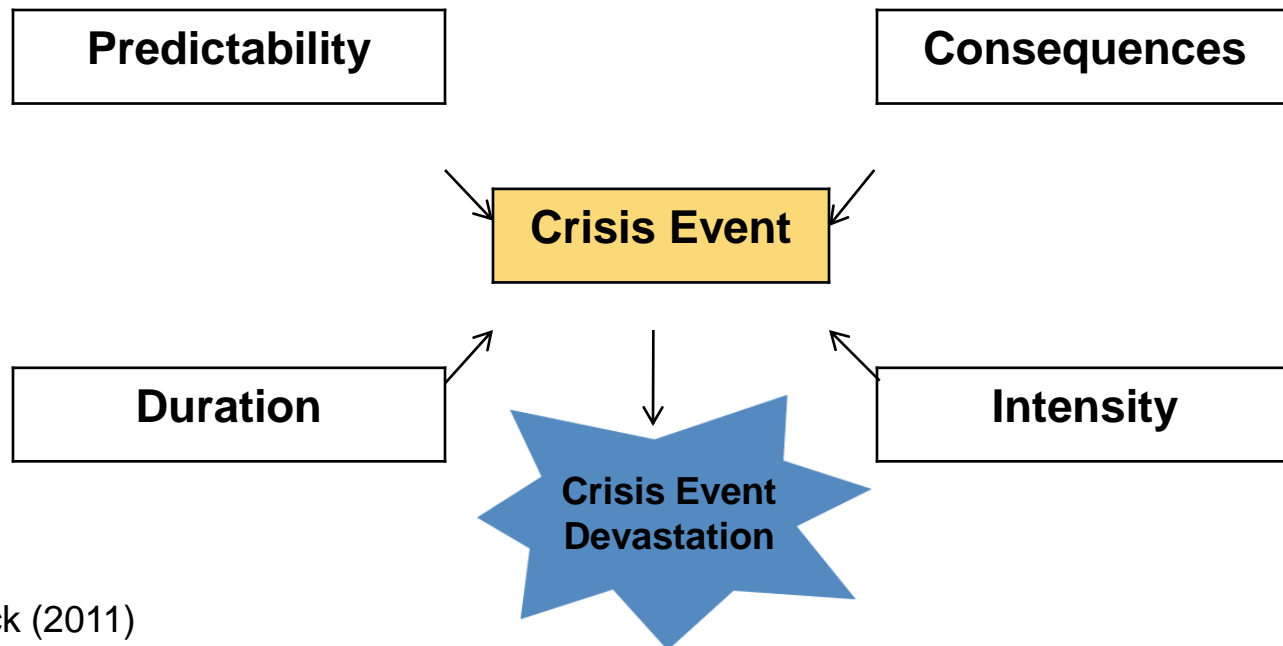 Predictability
Consequences
Crisis Event
Duration
Intensity
Crisis Event
Devastation
(2011)